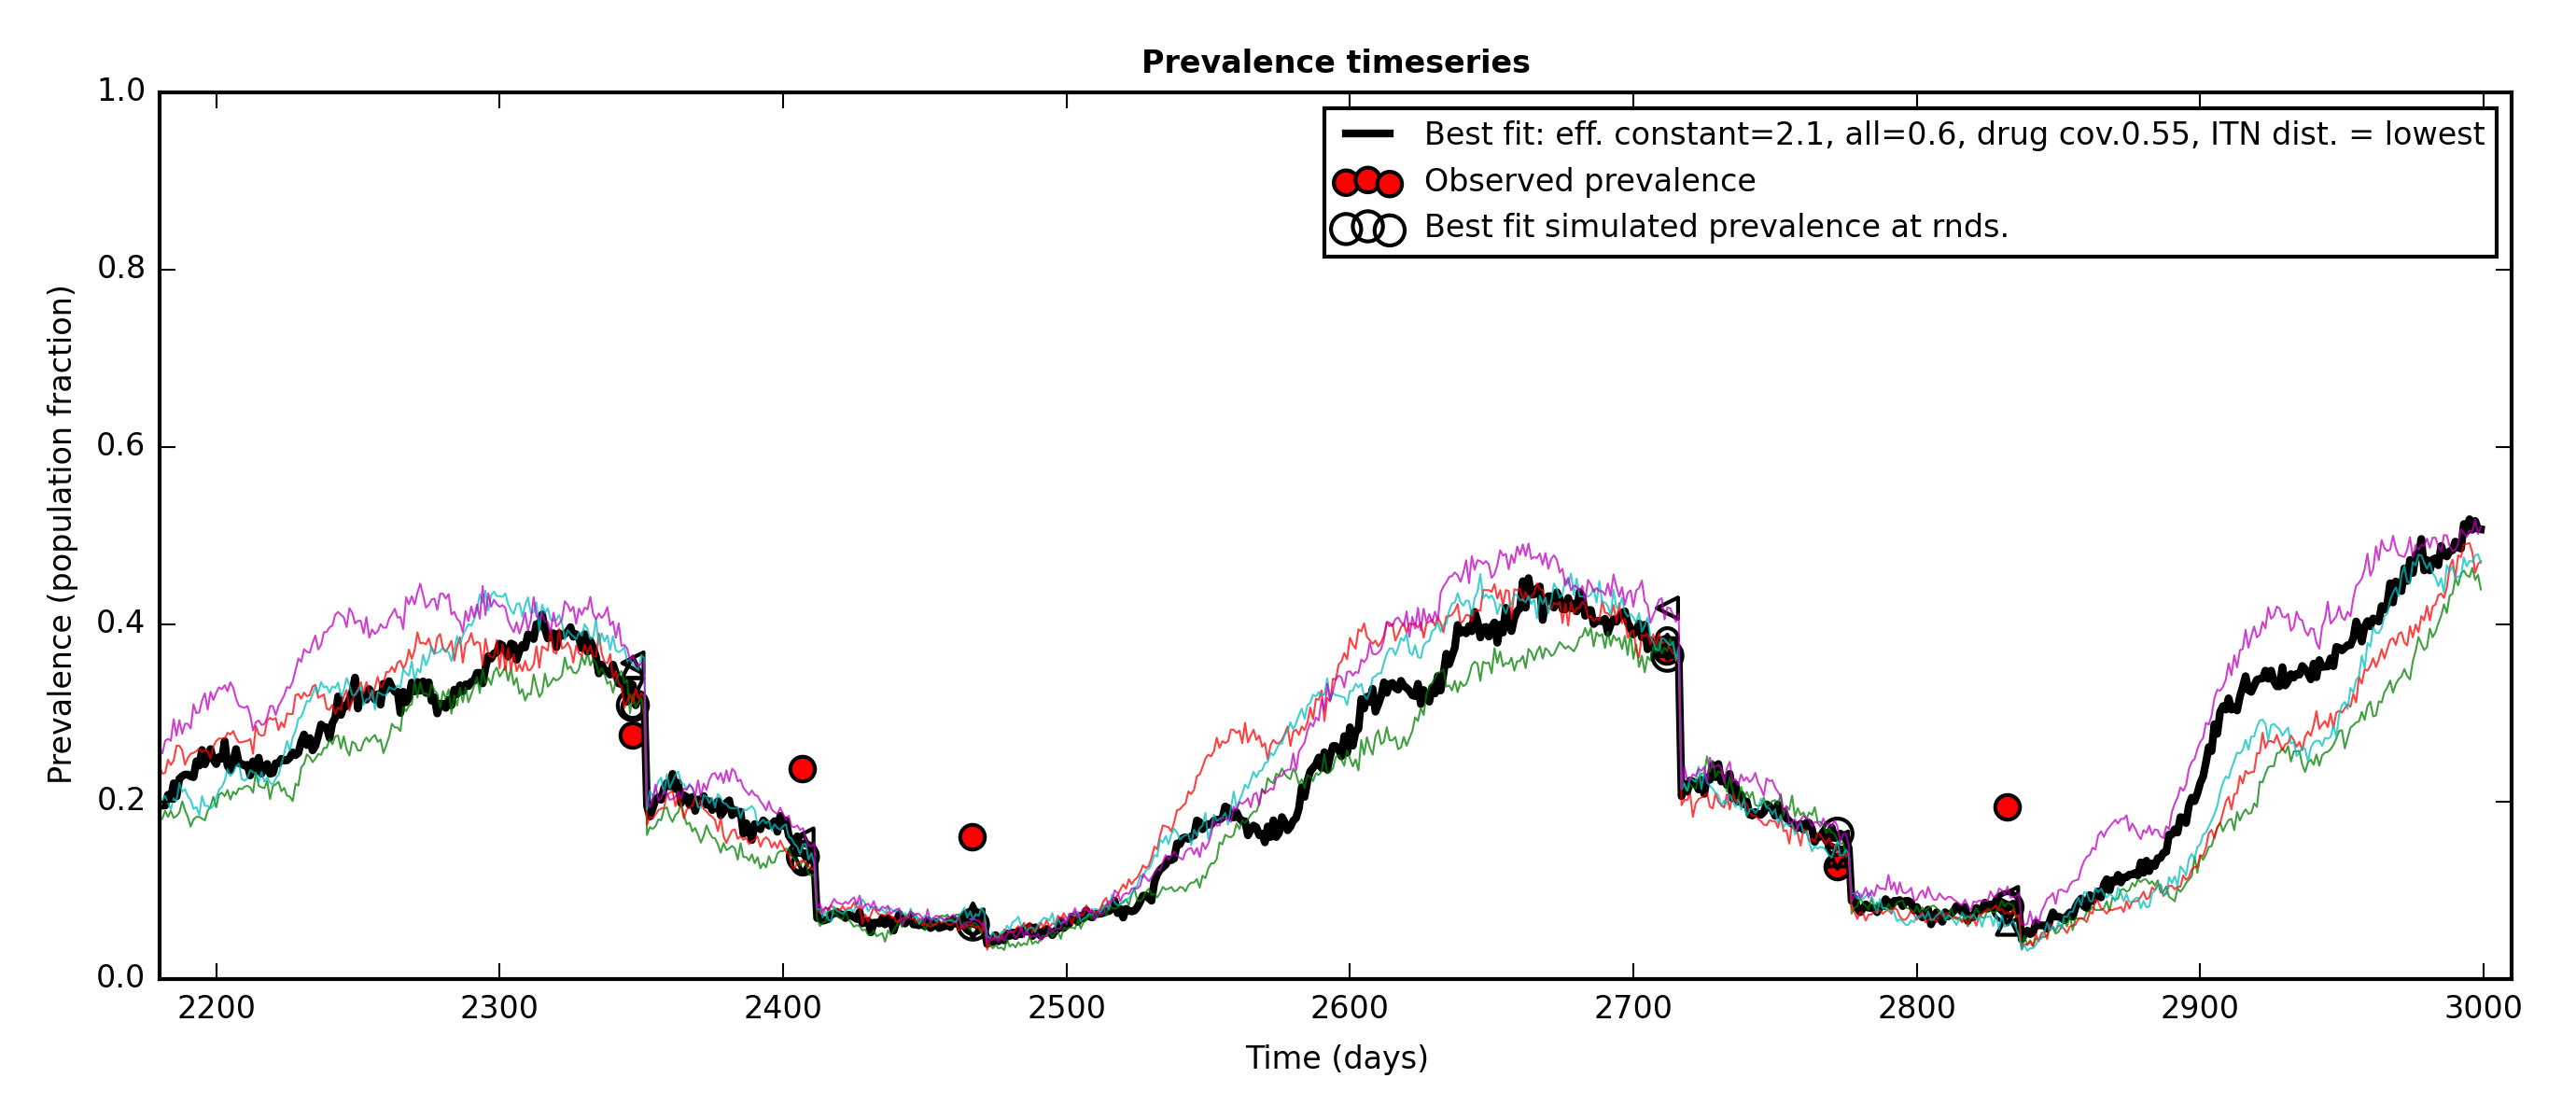 Prevalence timeseries
Best fit: eff. constant=2.1, all=0.6, drug cov.0.55, ITN dist. = lowest
Observed prevalence
Best fit simulated prevalence at rnds.
Prevalence (population fraction)
1.0
0.8
0.6
0.4
0.2
0.0
2200 2300 2400 2500 2600 2700 2800 2900 3000
Time (days)